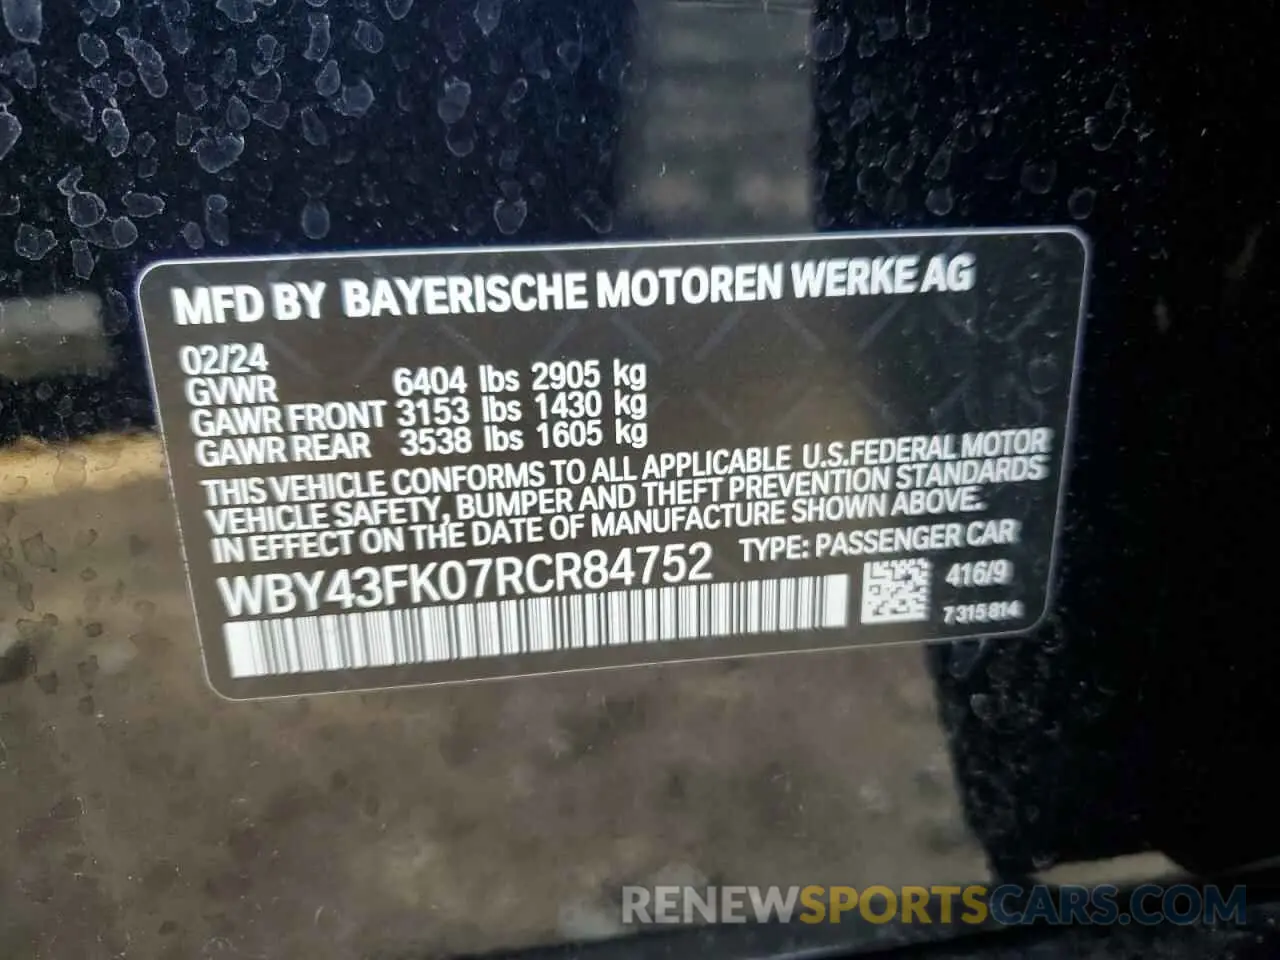 MFD BY BAYERISCHE MOTOREN WERKE AG
02/24
GVWR 6404 lbs 2905 kg
GAWR FRONT 3153 lbs 1430 kg
GAWR REAR 3538 lbs 1605 kg
THIS VEHICLE CONFORMS TO ALL APPLICABLE U.S.FEDERAL MOTOR
VEHICLE SAFETY, BUMPER AND THEFT PREVENTION STANDARDS
IN EFFECT ON THE DATE OF MANUFACTURE SHOWN ABOVE.
WBY43FK07RCR84752 TYPE: PASSENGER CAR
416/9
7315814
RENEWSPORTSCARS.COM